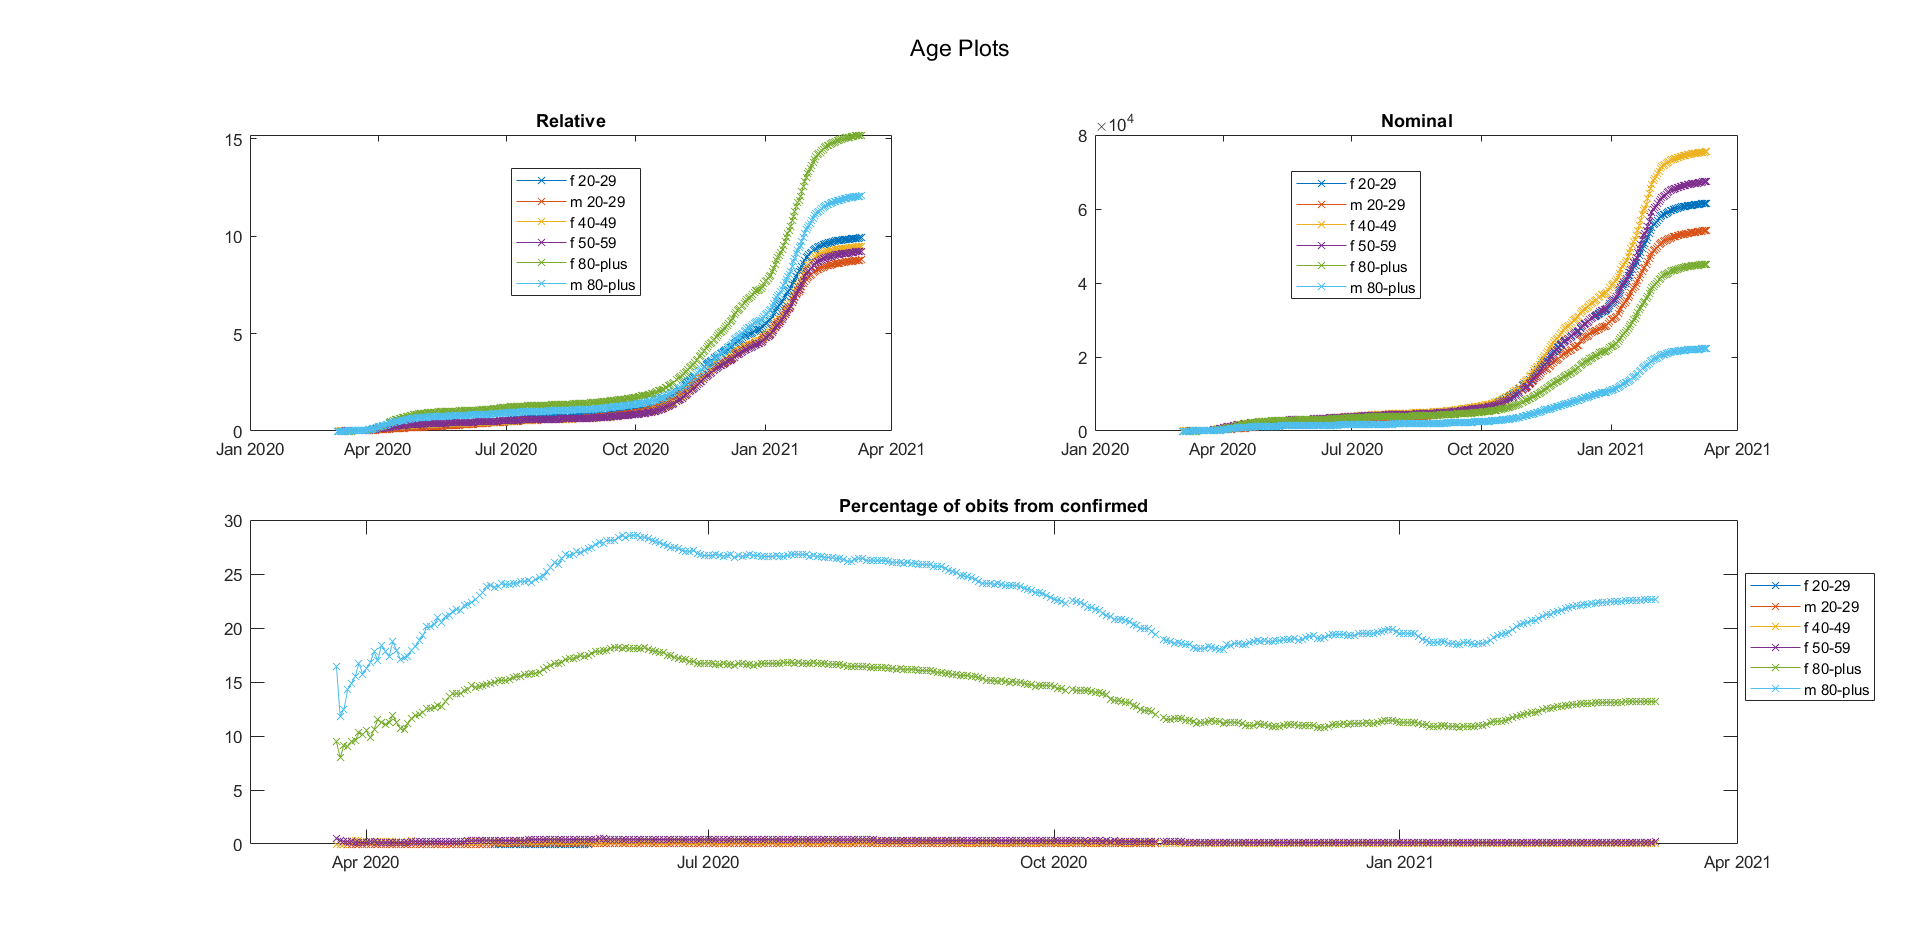 Age Plots
Relative
15
10
5
0
Jan 2020 Apr 2020 Jul 2020 Oct 2020 Jan 2021 Apr 2021
f 20-29
m 20-29
f 40-49
f 50-59
f 80-plus
m 80-plus
Nominal
×10⁴
8
6
4
2
0
Jan 2020 Apr 2020 Jul 2020 Oct 2020 Jan 2021 Apr 2021
f 20-29
m 20-29
f 40-49
f 50-59
f 80-plus
m 80-plus
Percentage of obits from confirmed
30
25
20
15
10
5
0
Apr 2020 Jul 2020 Oct 2020 Jan 2021 Apr 2021
f 20-29
m 20-29
f 40-49
f 50-59
f 80-plus
m 80-plus